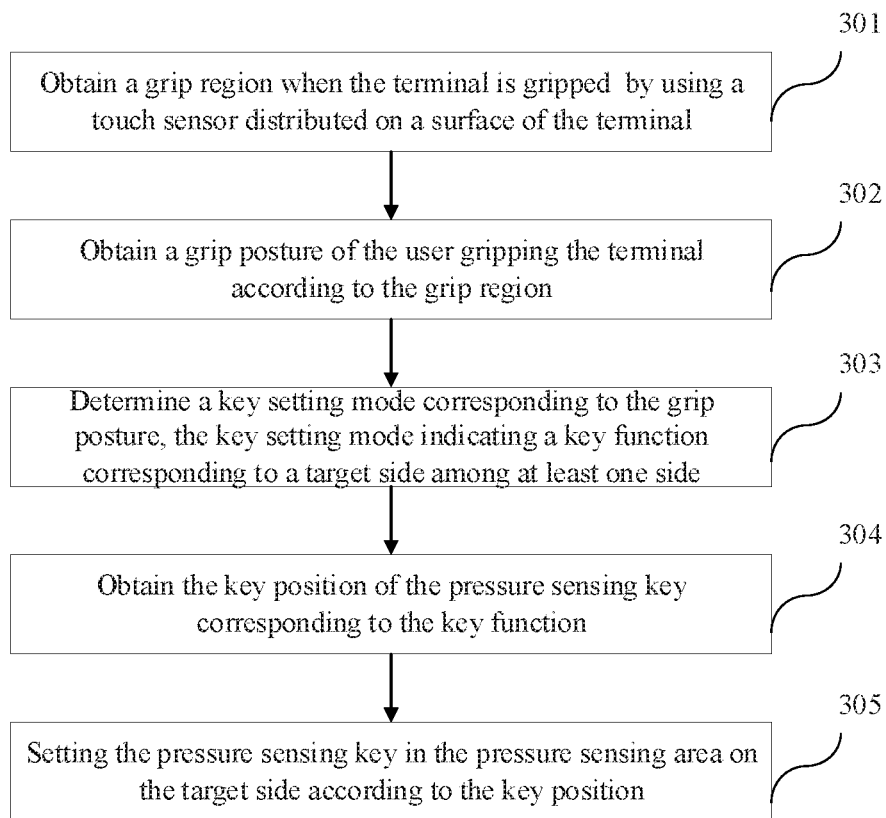 301
Obtain a grip region when the terminal is gripped by using a
touch sensor distributed on a surface of the terminal
302
Obtain a grip posture of the user gripping the terminal
according to the grip region
303
Determine a key setting mode corresponding to the grip
posture, the key setting mode indicating a key function
corresponding to a target side among at least one side
304
Obtain the key position of the pressure sensing key
corresponding to the key function
305
Setting the pressure sensing key in the pressure sensing area on
the target side according to the key position